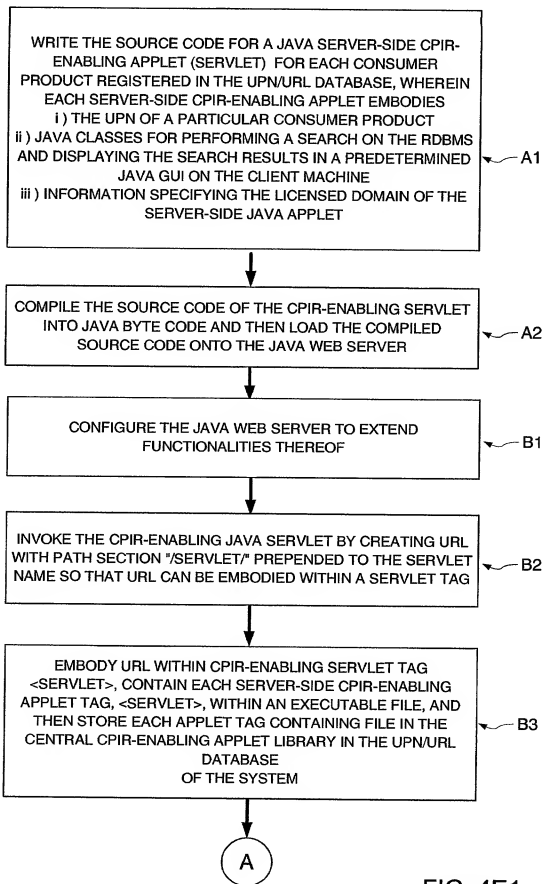 WRITE THE SOURCE CODE FOR A JAVA SERVER-SIDE CPIR-
ENABLING APPLET (SERVLET) FOR EACH CONSUMER
PRODUCT REGISTERED IN THE UPN/URL DATABASE, WHEREIN
EACH SERVER-SIDE CPIR-ENABLING APPLET EMBODIES
i ) THE UPN OF A PARTICULAR CONSUMER PRODUCT
ii ) JAVA CLASSES FOR PERFORMING A SEARCH ON THE RDBMS
AND DISPLAYING THE SEARCH RESULTS IN A PREDETERMINED
JAVA GUI ON THE CLIENT MACHINE
iii ) INFORMATION SPECIFYING THE LICENSED DOMAIN OF THE
SERVER-SIDE JAVA APPLET
A1
COMPILE THE SOURCE CODE OF THE CPIR-ENABLING SERVLET
INTO JAVA BYTE CODE AND THEN LOAD THE COMPILED
SOURCE CODE ONTO THE JAVA WEB SERVER
A2
CONFIGURE THE JAVA WEB SERVER TO EXTEND
FUNCTIONALITIES THEREOF
B1
INVOKE THE CPIR-ENABLING JAVA SERVLET BY CREATING URL
WITH PATH SECTION "/SERVLET/" PREPENDED TO THE SERVLET
NAME SO THAT URL CAN BE EMBODIED WITHIN A SERVLET TAG
B2
EMBODY URL WITHIN CPIR-ENABLING SERVLET TAG
<SERVLET>, CONTAIN EACH SERVER-SIDE CPIR-ENABLING
APPLET TAG, <SERVLET>, WITHIN AN EXECUTABLE FILE, AND
THEN STORE EACH APPLET TAG CONTAINING FILE IN THE
CENTRAL CPIR-ENABLING APPLET LIBRARY IN THE UPN/URL
DATABASE
OF THE SYSTEM
B3
A
FIG. 4E1